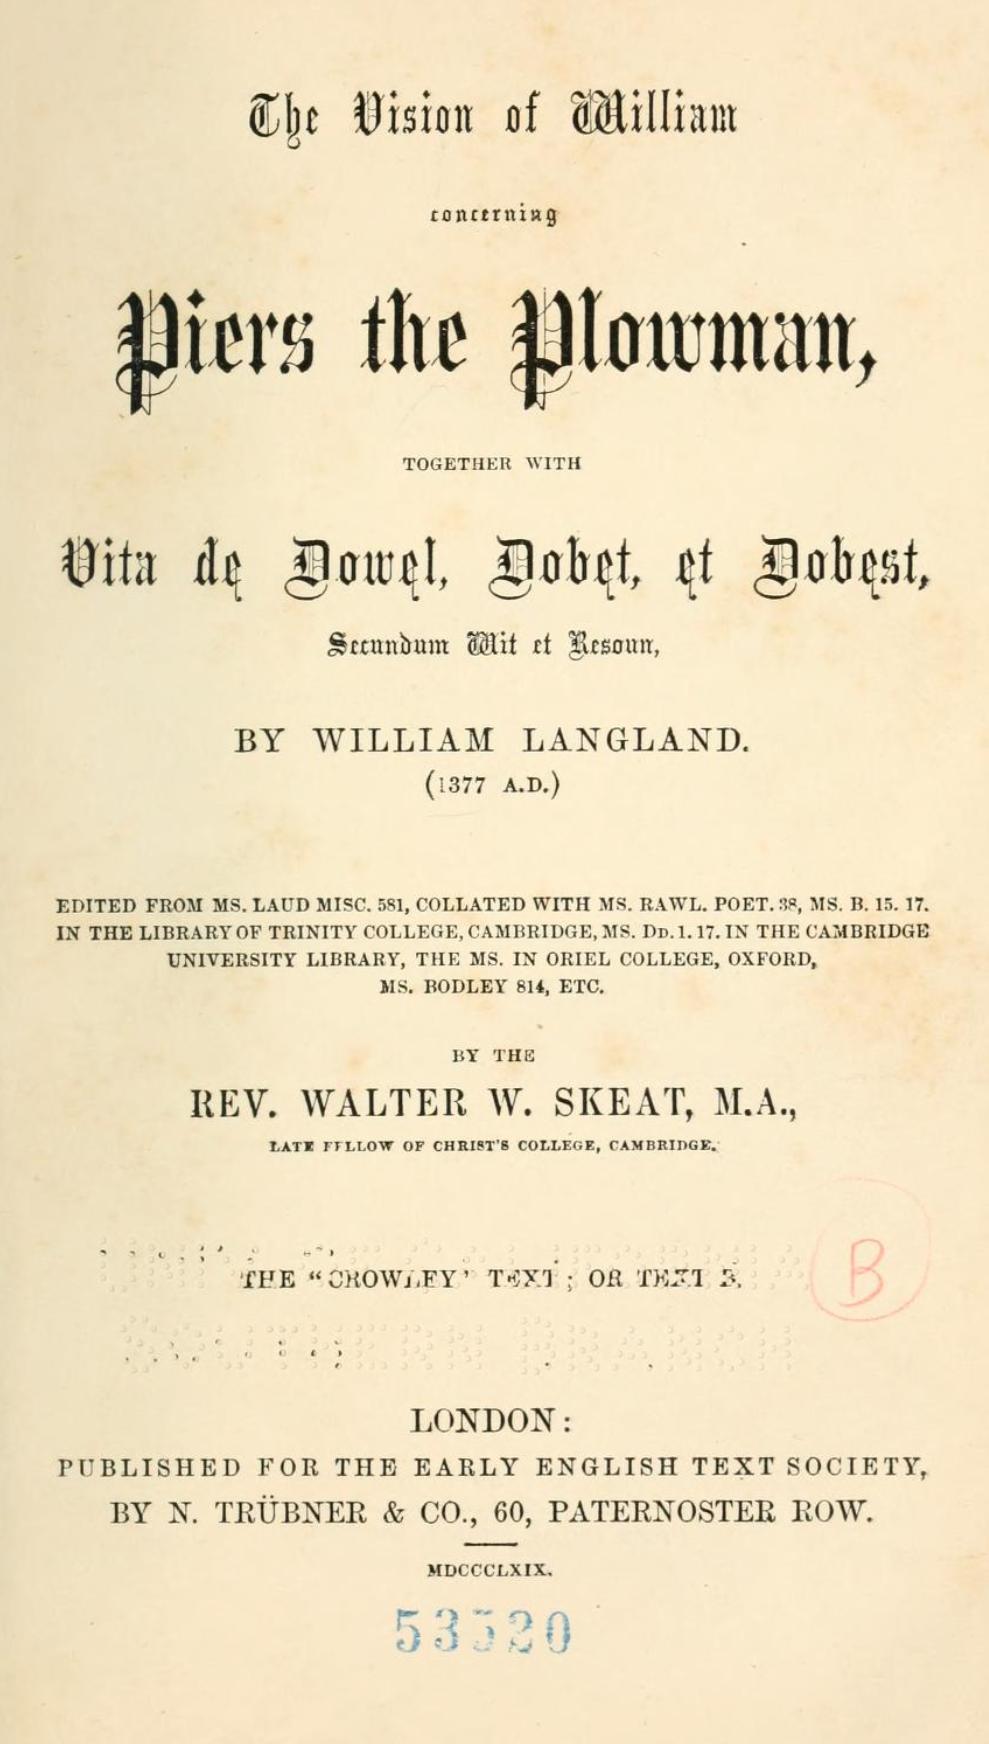 The Vision of William
concerning
Piers the Plowman,
TOGETHER WITH
Vita de Dowel, Dobet, et Dobest,
Secundum Wit et Resoun,
BY WILLIAM LANGLAND.
(1377 A.D.)
EDITED FROM MS. LAUD MISC. 581, COLLATED WITH MS. RAWL. POET. 38, MS. B. 15. 17.
IN THE LIBRARY OF TRINITY COLLEGE, CAMBRIDGE, MS. DD. 1. 17. IN THE CAMBRIDGE
UNIVERSITY LIBRARY, THE MS. IN ORIEL COLLEGE, OXFORD,
MS. BODLEY 814, ETC.
BY THE
REV. WALTER W. SKEAT, M.A.,
LATE FELLOW OF CHRIST'S COLLEGE, CAMBRIDGE.
THE "CROWLEY" TEXT; OR TEXT B.
B
SOUTHERN BRANCH
LONDON:
PUBLISHED FOR THE EARLY ENGLISH TEXT SOCIETY,
BY N. TRÜBNER & CO., 60, PATERNOSTER ROW.
MDCCCLXIX.
53520